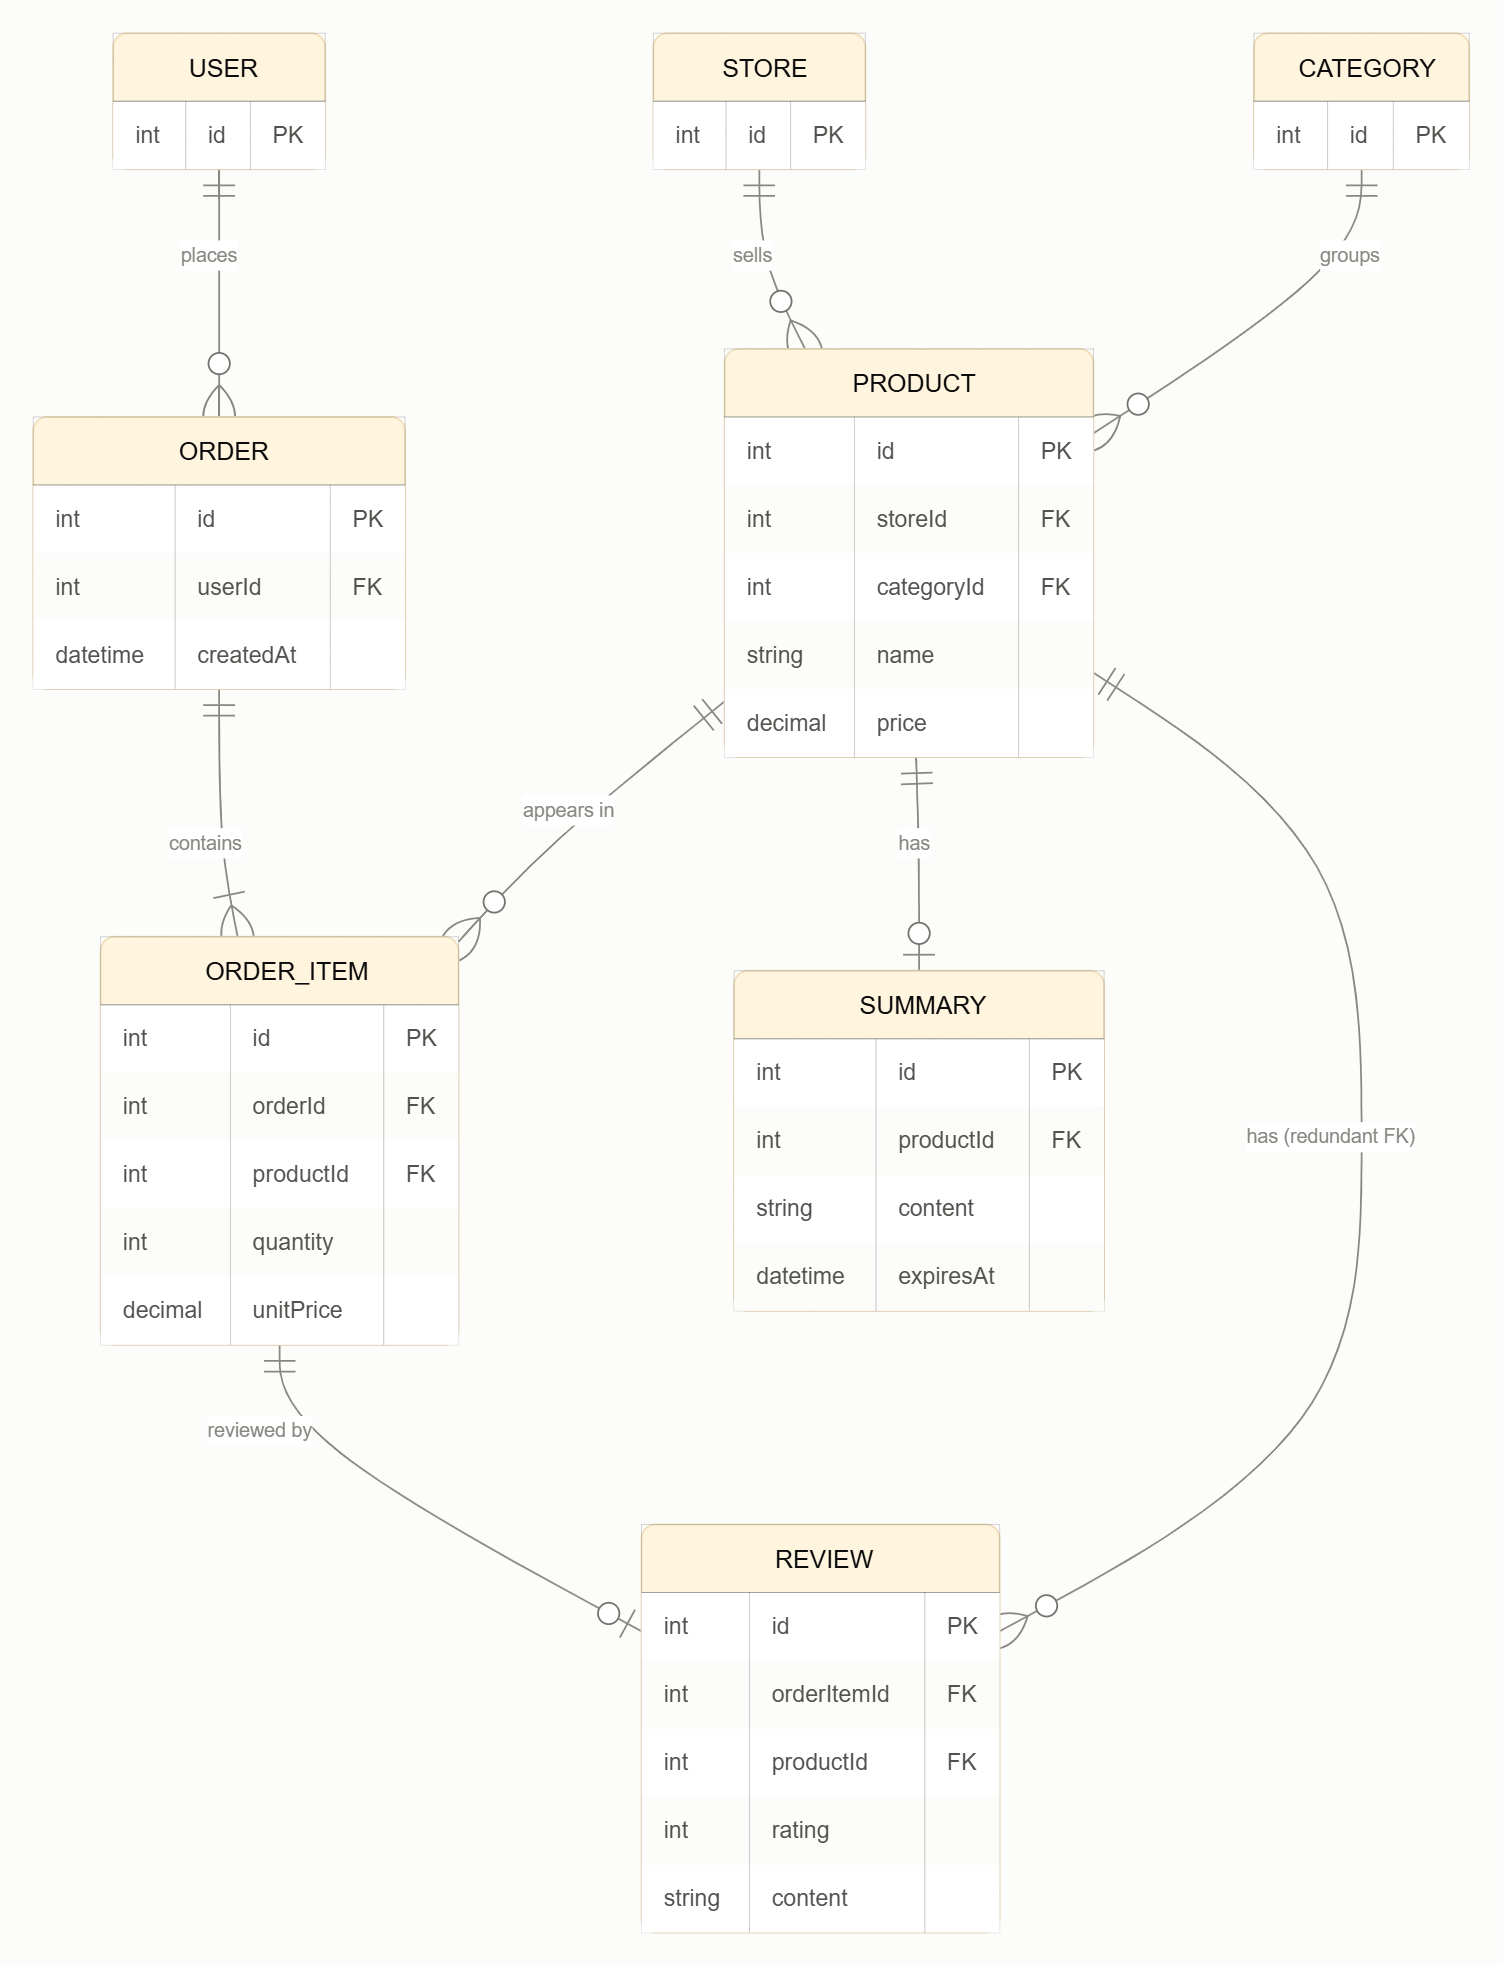 USER
int id PK
STORE
int id PK
CATEGORY
int id PK
places
sells
groups
PRODUCT
int id PK
int storeId FK
int categoryId FK
string name
decimal price
ORDER
int id PK
int userId FK
datetime createdAt
appears in
contains
has
ORDER_ITEM
int id PK
int orderId FK
int productId FK
int quantity
decimal unitPrice
SUMMARY
int id PK
int productId FK
string content
datetime expiresAt
has (redundant FK)
reviewed by
REVIEW
int id PK
int orderItemId FK
int productId FK
int rating
string content